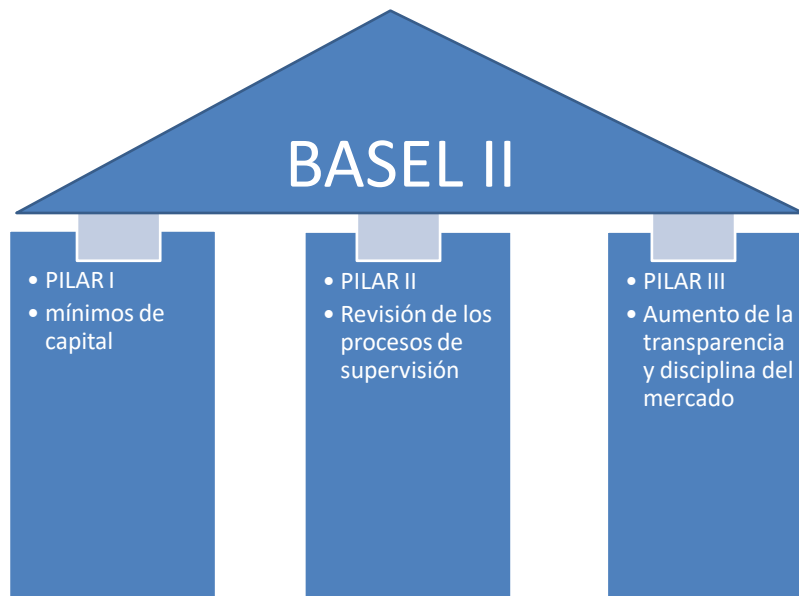 BASEL II
• PILAR I
• mínimos de
capital
• PILAR II
• Revisión de los
procesos de
supervisión
• PILAR III
• Aumento de la
transparencia
y disciplina del
mercado